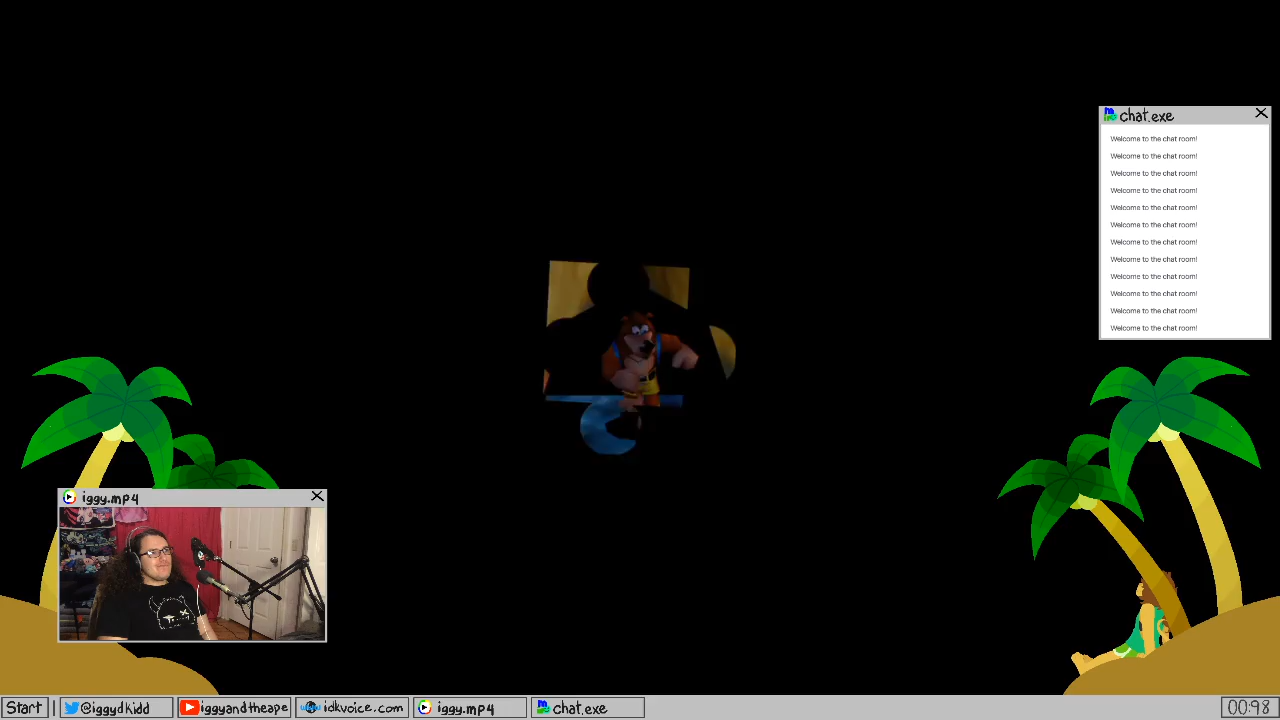 chat.exe
Welcome to the chat room!
Welcome to the chat room!
Welcome to the chat room!
Welcome to the chat room!
Welcome to the chat room!
Welcome to the chat room!
Welcome to the chat room!
Welcome to the chat room!
Welcome to the chat room!
Welcome to the chat room!
Welcome to the chat room!
Welcome to the chat room!
iggy.mp4
Start | @iggydkidd iggyandtheape www idkvoice.com iggy.mp4 chat.exe 00:98